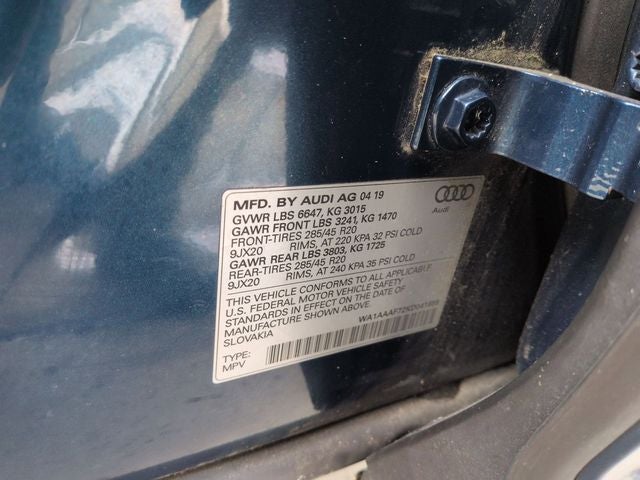 MFD. BY AUDI AG 04 19
GVWR LBS 6647, KG 3015
GAWR FRONT LBS 3241, KG 1470
FRONT-TIRES 285/45 R20
9JX20 RIMS, AT 220 KPA 32 PSI COLD
GAWR REAR LBS 3803, KG 1725
REAR-TIRES 285/45 R20
9JX20 RIMS, AT 240 KPA 35 PSI COLD
THIS VEHICLE CONFORMS TO ALL APPLICABLE
U.S. FEDERAL MOTOR VEHICLE SAFETY
STANDARDS IN EFFECT ON THE DATE OF
MANUFACTURE SHOWN ABOVE.
SLOVAKIA
TYPE:
MPV
Audi